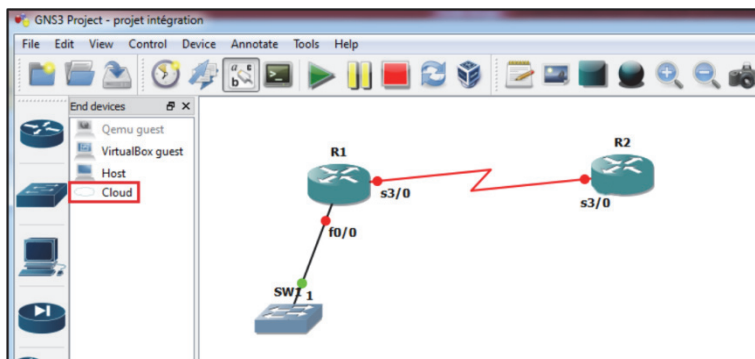 GNS3 Project - projet intégration
File Edit View Control Device Annotate Tools Help
a c
b
End devices
Qemu guest
VirtualBox guest
Host
Cloud
R1
R2
s3/0
s3/0
f0/0
SW1 1